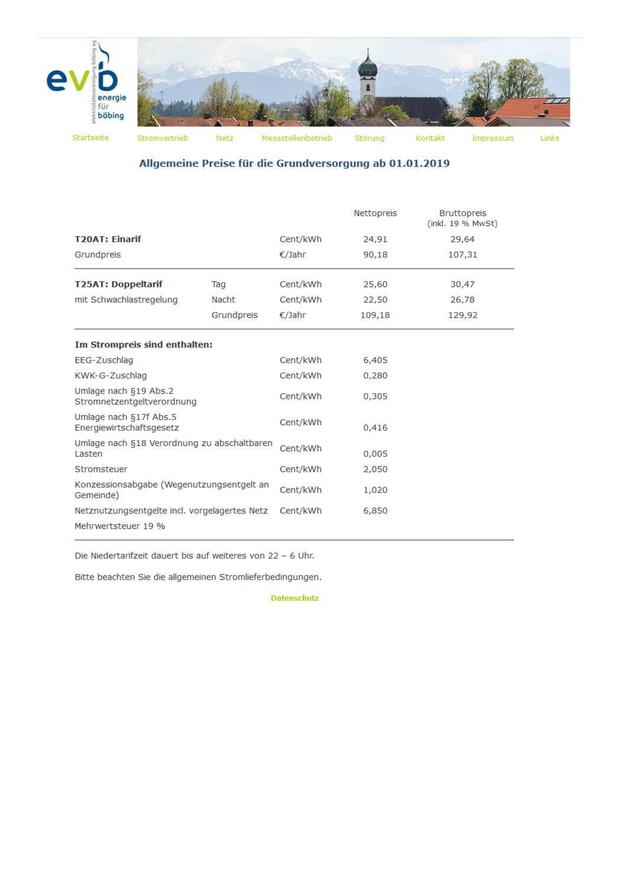 elektrizitätsvereinigung böbing eG
evb
energie
für
böbing
Startseite Stromvertrieb Netz Messstellenbetrieb Störung Kontakt Impressum Links
Allgemeine Preise für die Grundversorgung ab 01.01.2019
Nettopreis Bruttopreis
(inkl. 19 % MwSt)
T20AT: Einarif Cent/kWh 24,91 29,64
Grundpreis €/Jahr 90,18 107,31
T25AT: Doppeltarif Tag Cent/kWh 25,60 30,47
mit Schwachlastregelung Nacht Cent/kWh 22,50 26,78
Grundpreis €/Jahr 109,18 129,92
Im Strompreis sind enthalten:
EEG-Zuschlag Cent/kWh 6,405
KWK-G-Zuschlag Cent/kWh 0,280
Umlage nach §19 Abs.2
Stromnetzentgeltverordnung Cent/kWh 0,305
Umlage nach §17f Abs.5
Energiewirtschaftsgesetz Cent/kWh 0,416
Umlage nach §18 Verordnung zu abschaltbaren
Lasten Cent/kWh 0,005
Stromsteuer Cent/kWh 2,050
Konzessionsabgabe (Wegenutzungsentgelt an
Gemeinde) Cent/kWh 1,020
Netznutzungsentgelte incl. vorgelagertes Netz Cent/kWh 6,850
Mehrwertsteuer 19 %
Die Niedertarifzeit dauert bis auf weiteres von 22 – 6 Uhr.
Bitte beachten Sie die allgemeinen Stromlieferbedingungen.
Datenschutz